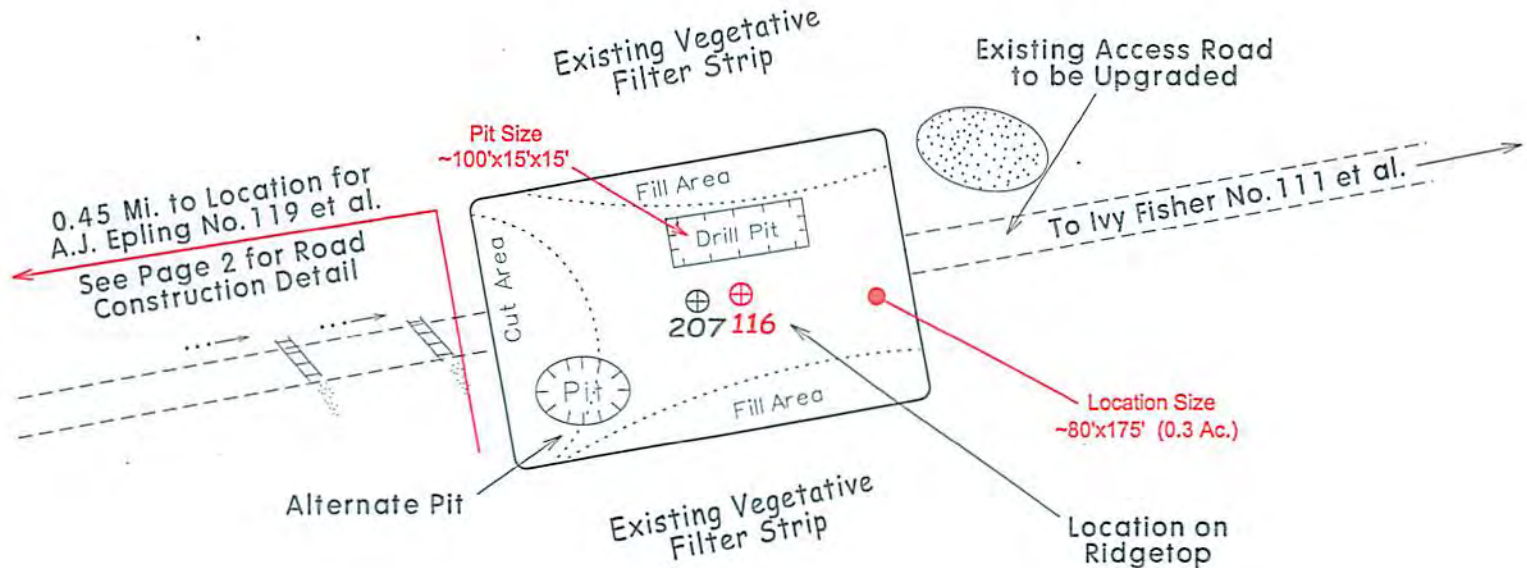 Existing Vegetative
Filter Strip
Existing Access Road
to be Upgraded
Pit Size
~100'x15'x15'
0.45 Mi. to Location for
A.J. Epling No.119 et al.
See Page 2 for Road
Construction Detail
Fill Area
Drill Pit
To Ivy Fisher No.111 et al.
Cut Area
207 116
Pit
Fill Area
Location Size
~80'x175' (0.3 Ac.)
Alternate Pit
Existing Vegetative
Filter Strip
Location on
Ridgetop